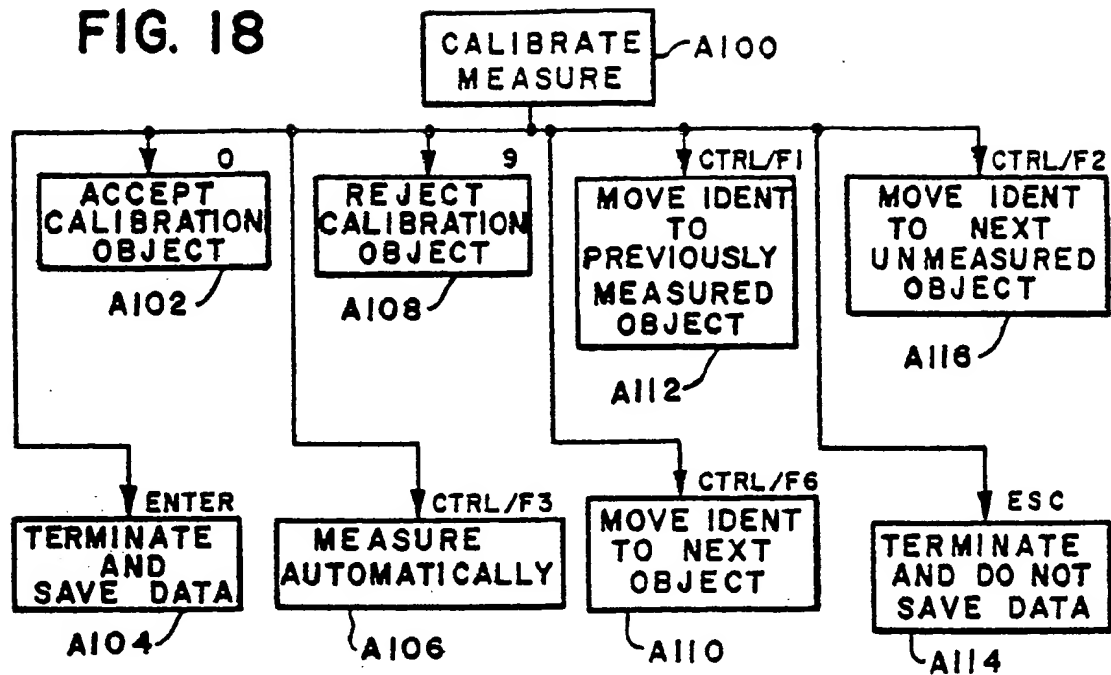 FIG. 18
CALIBRATE
MEASURE
A100
0
ACCEPT
CALIBRATION
OBJECT
A102
9
REJECT
CALIBRATION
OBJECT
A108
CTRL/F1
MOVE IDENT
TO
PREVIOUSLY
MEASURED
OBJECT
A112
CTRL/F2
MOVE IDENT
TO NEXT
UNMEASURED
OBJECT
A116
ENTER
TERMINATE
AND
SAVE DATA
A104
CTRL/F3
MEASURE
AUTOMATICALLY
A106
CTRL/F6
MOVE IDENT
TO NEXT
OBJECT
A110
ESC
TERMINATE
AND DO NOT
SAVE DATA
A114